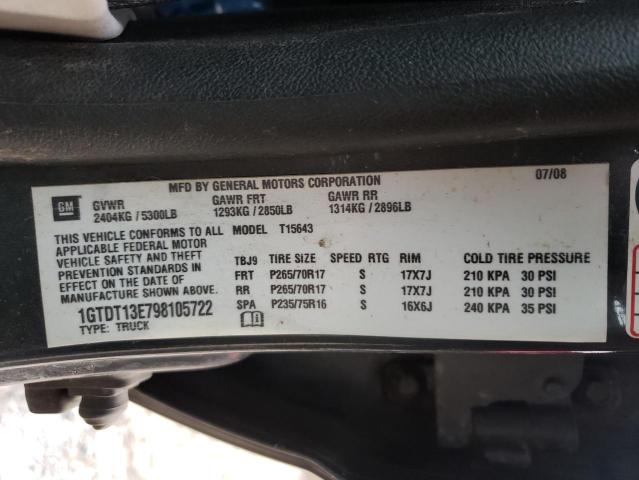 MFD BY GENERAL MOTORS CORPORATION 07/08
GM GVWR GAWR FRT GAWR RR
2404KG / 5300LB 1293KG / 2850LB 1314KG / 2896LB
THIS VEHICLE CONFORMS TO ALL MODEL T15643
APPLICABLE FEDERAL MOTOR
VEHICLE SAFETY AND THEFT
PREVENTION STANDARDS IN
EFFECT ON THE DATE OF
MANUFACTURE SHOWN ABOVE.
1GTDT13E798105722
TYPE: TRUCK
TBJ9 TIRE SIZE SPEED RTG RIM COLD TIRE PRESSURE
FRT P265/70R17 S 17X7J 210 KPA 30 PSI
RR P265/70R17 S 17X7J 210 KPA 30 PSI
SPA P235/75R16 S 16X6J 240 KPA 35 PSI